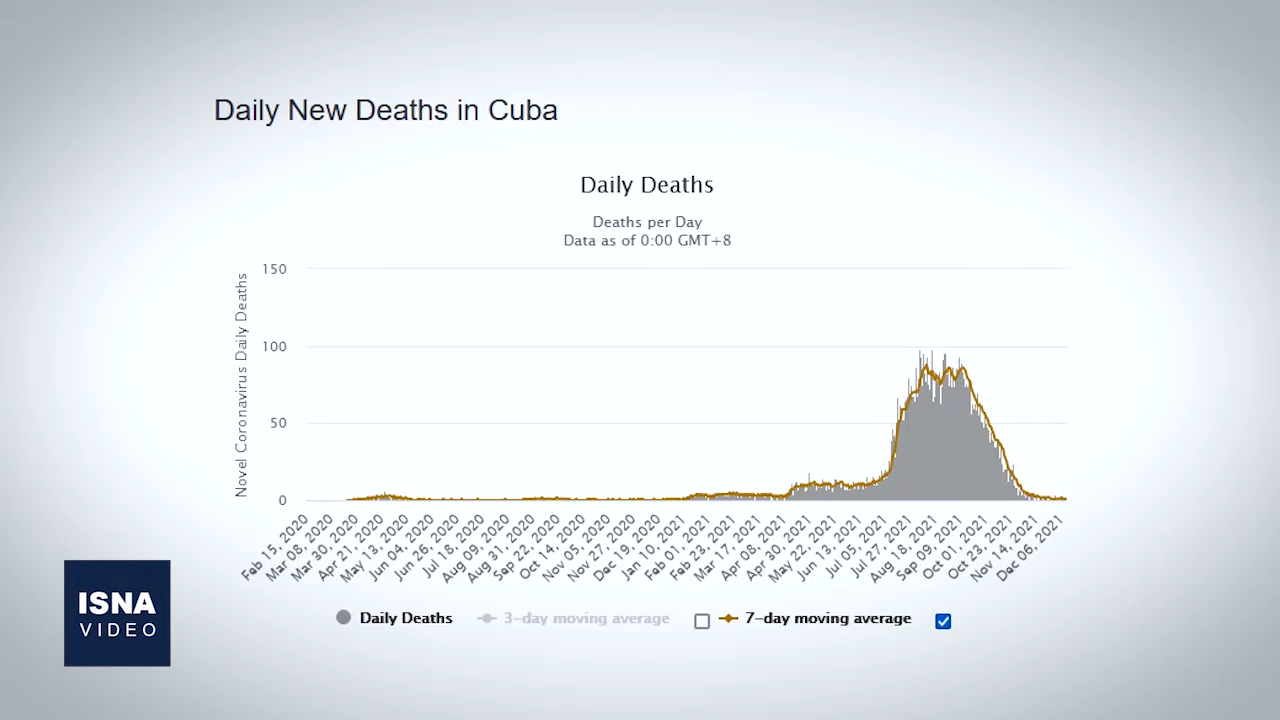 Daily New Deaths in Cuba
Daily Deaths
Deaths per Day
Data as of 0:00 GMT+8
Novel Coronavirus Daily Deaths
150
100
50
0
Feb 15, 2020
Mar 08, 2020
Mar 30, 2020
Apr 21, 2020
May 13, 2020
Jun 04, 2020
Jun 26, 2020
Jul 18, 2020
Aug 09, 2020
Aug 31, 2020
Sep 22, 2020
Oct 14, 2020
Nov 05, 2020
Nov 27, 2020
Dec 19, 2020
Jan 10, 2021
Feb 01, 2021
Feb 23, 2021
Mar 17, 2021
Apr 08, 2021
Apr 30, 2021
May 22, 2021
Jun 13, 2021
Jul 05, 2021
Jul 27, 2021
Aug 18, 2021
Sep 09, 2021
Oct 01, 2021
Oct 23, 2021
Nov 14, 2021
Dec 06, 2021
Daily Deaths
3-day moving average
7-day moving average
ISNA
VIDEO